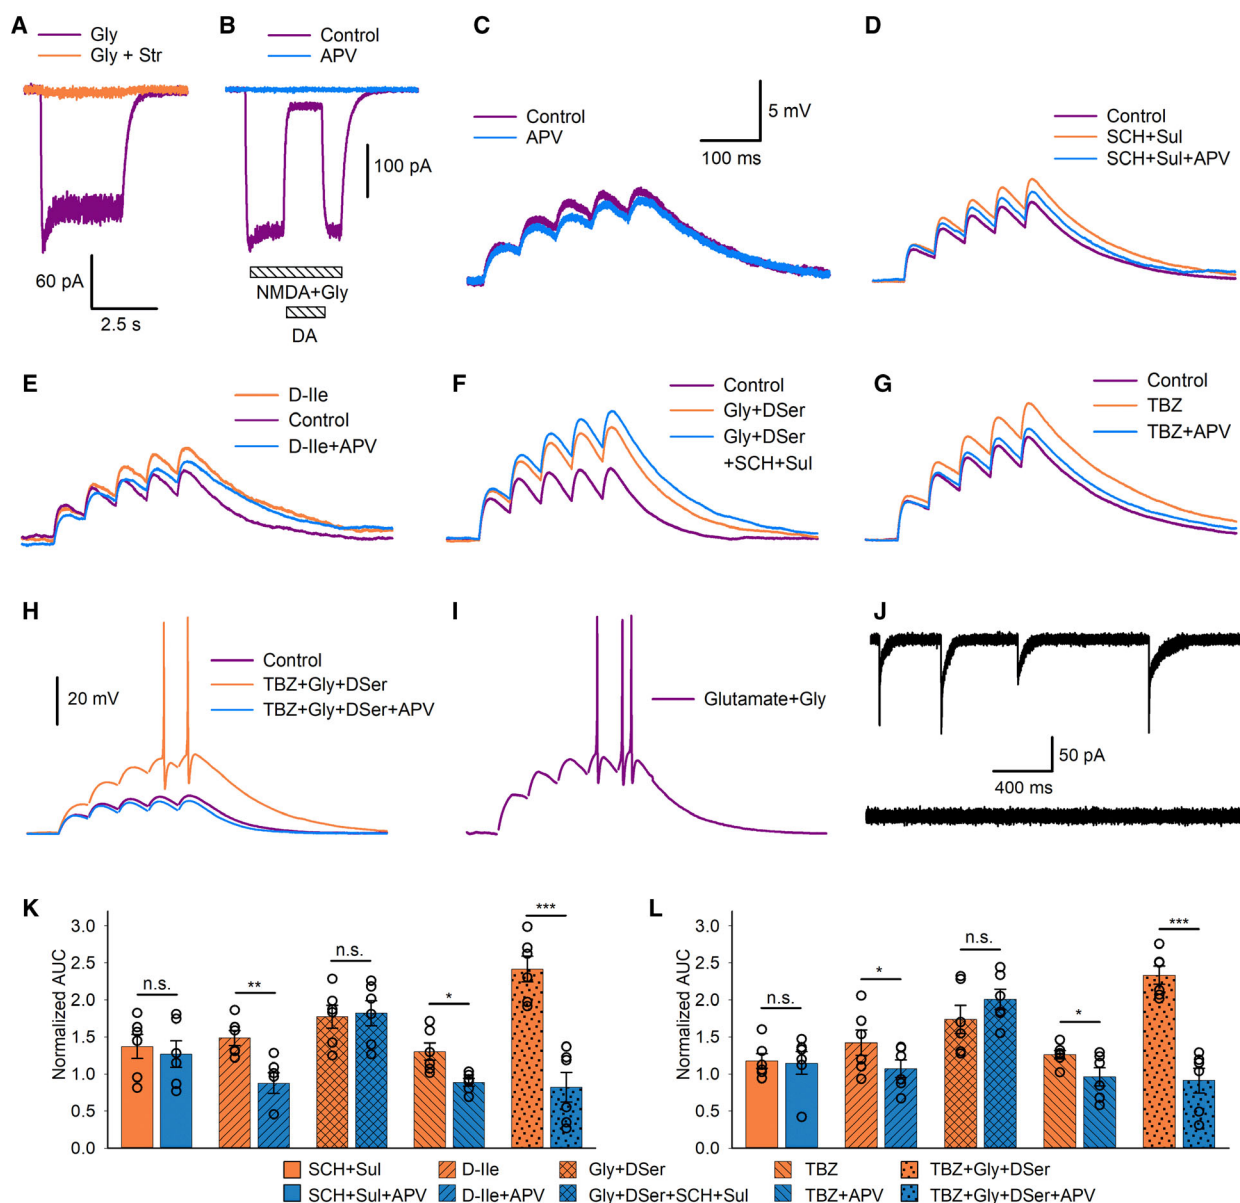 A
Gly
Gly + Str
60 pA
2.5 s
B
Control
APV
100 pA
NMDA+Gly
DA
C
Control
APV
5 mV
100 ms
D
Control
SCH+Sul
SCH+Sul+APV
E
D-Ile
Control
D-Ile+APV
F
Control
Gly+DSer
Gly+DSer
+SCH+Sul
G
Control
TBZ
TBZ+APV
H
20 mV
Control
TBZ+Gly+DSer
TBZ+Gly+DSer+APV
I
Glutamate+Gly
J
50 pA
400 ms
K
Normalized AUC
3.0
2.5
2.0
1.5
1.0
0.5
0.0
n.s.
**
n.s.
*
***
L
Normalized AUC
3.0
2.5
2.0
1.5
1.0
0.5
0.0
n.s.
*
n.s.
*
***
SCH+Sul
D-Ile
Gly+DSer
TBZ
TBZ+Gly+DSer
SCH+Sul+APV
D-Ile+APV
Gly+DSer+SCH+Sul
TBZ+APV
TBZ+Gly+DSer+APV